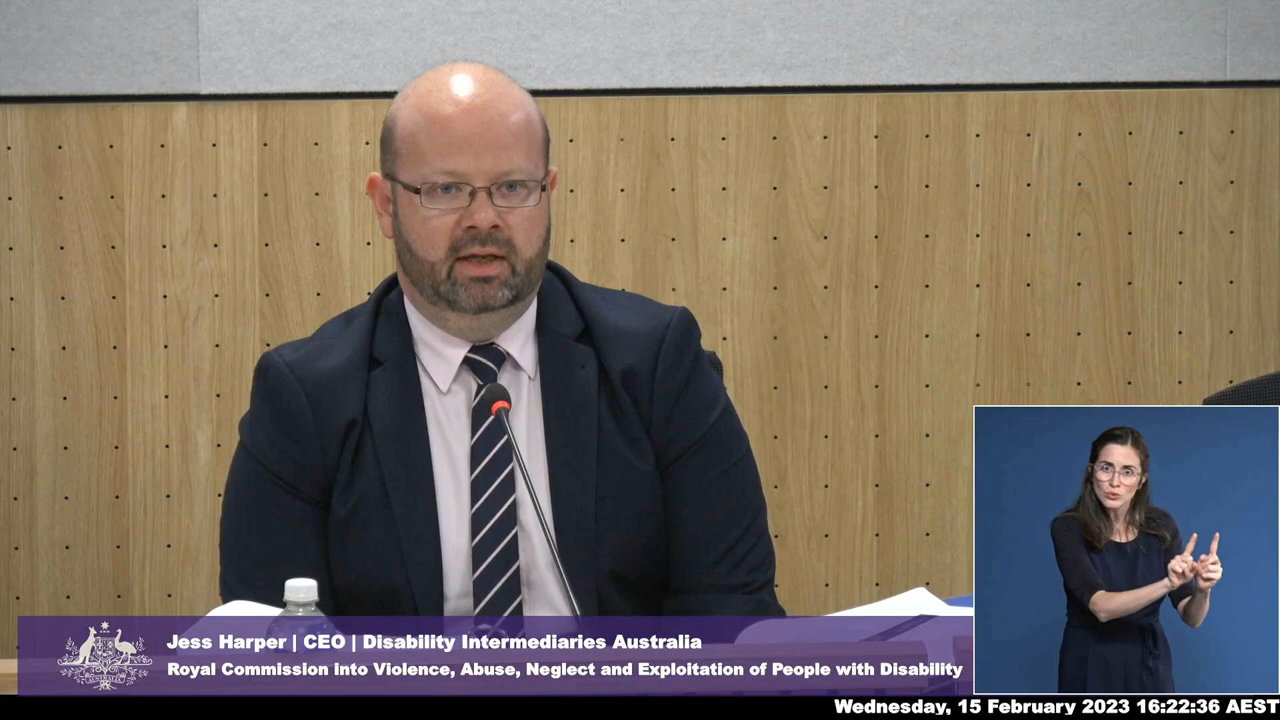 Jess Harper | CEO | Disability Intermediaries Australia
Royal Commission into Violence, Abuse, Neglect and Exploitation of People with Disability
Wednesday, 15 February 2023 16:22:36 AEST